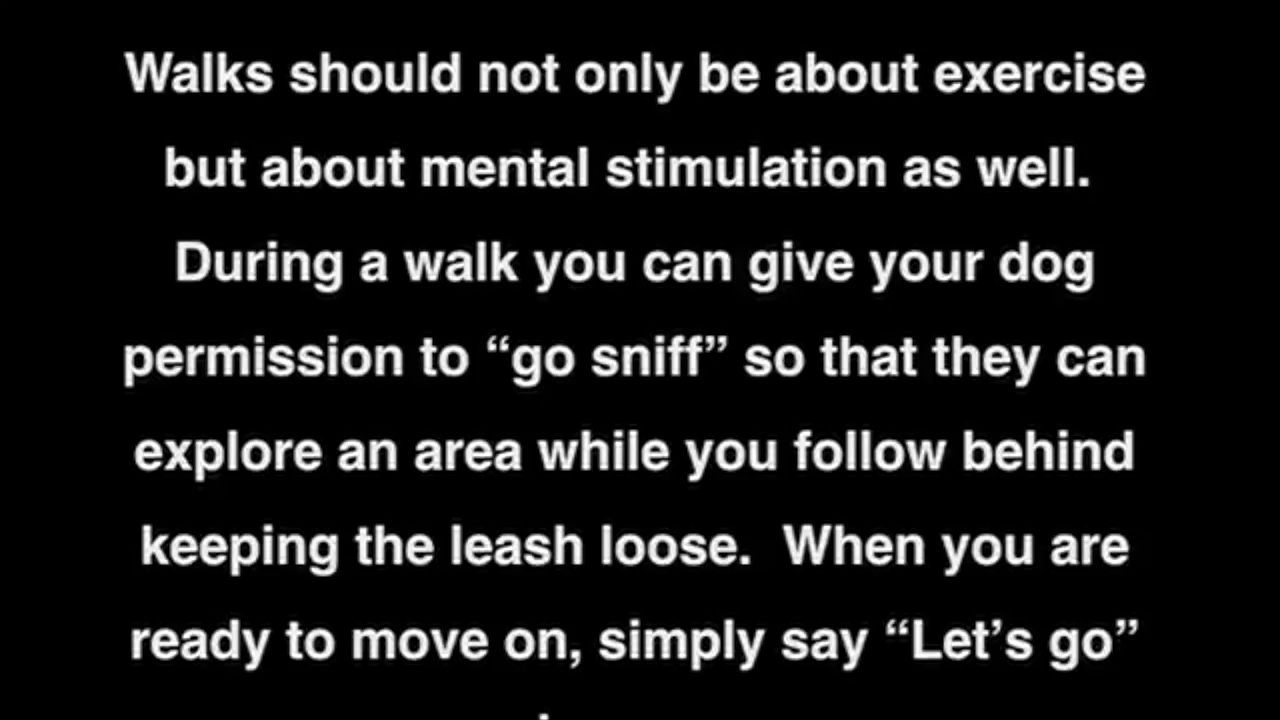 Walks should not only be about exercise
but about mental stimulation as well.
During a walk you can give your dog
permission to “go sniff” so that they can
explore an area while you follow behind
keeping the leash loose.  When you are
ready to move on, simply say “Let’s go”